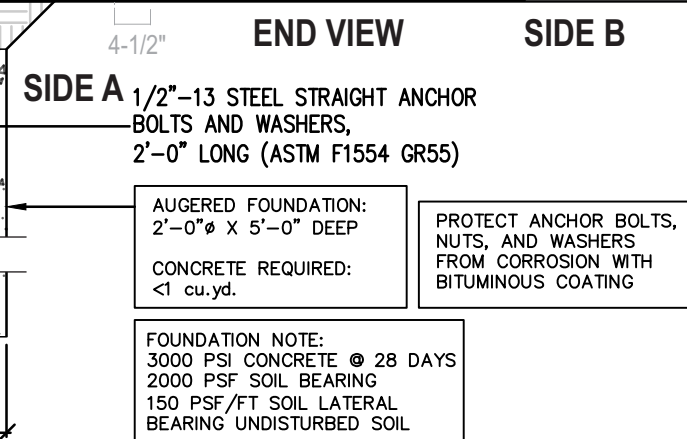 4-1/2"
END VIEW
SIDE B
SIDE A
1/2"-13 STEEL STRAIGHT ANCHOR
BOLTS AND WASHERS,
2'-0" LONG (ASTM F1554 GR55)
AUGERED FOUNDATION:
2'-0"ø X 5'-0" DEEP
CONCRETE REQUIRED:
<1 cu.yd.
PROTECT ANCHOR BOLTS,
NUTS, AND WASHERS
FROM CORROSION WITH
BITUMINOUS COATING
FOUNDATION NOTE:
3000 PSI CONCRETE @ 28 DAYS
2000 PSF SOIL BEARING
150 PSF/FT SOIL LATERAL
BEARING UNDISTURBED SOIL